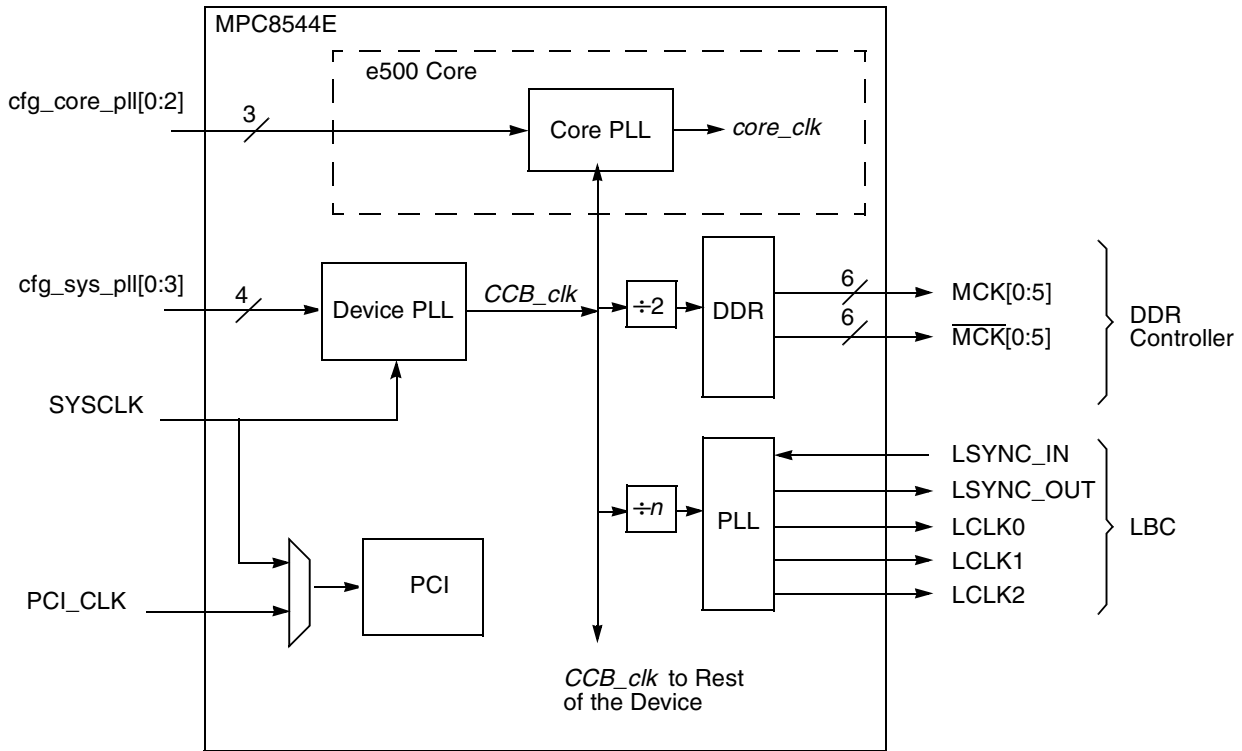 MPC8544E
e500 Core
cfg_core_pll[0:2]
3
Core PLL
core_clk
cfg_sys_pll[0:3]
4
Device PLL
CCB_clk
÷2
DDR
6
MCK[0:5]
6
M̅C̅K̅[0:5]
DDR
Controller
SYSCLK
LSYNC_IN
LSYNC_OUT
÷n
PLL
LCLK0
LBC
LCLK1
LCLK2
PCI
PCI_CLK
CCB_clk to Rest
of the Device